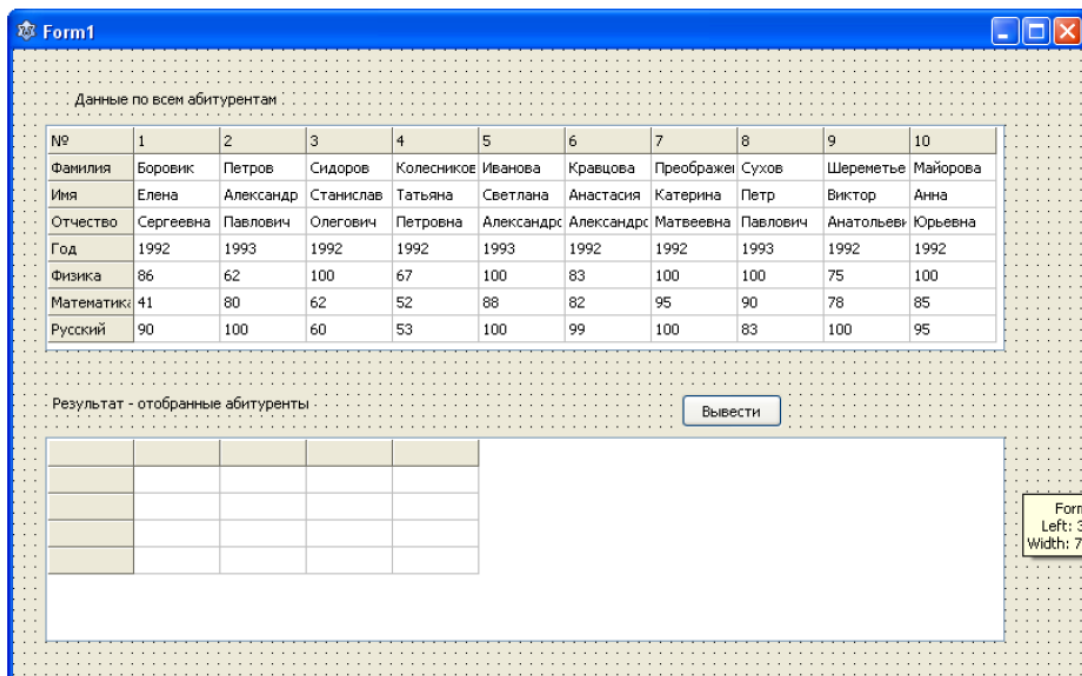 Form1
Данные по всем абитурентам
№ 1 2 3 4 5 6 7 8 9 10
Фамилия Боровик Петров Сидоров Колесников Иванова Кравцова Преображен Сухов Шереметье Майорова
Имя Елена Александр Станислав Татьяна Светлана Анастасия Катерина Петр Виктор Анна
Отчество Сергеевна Павлович Олегович Петровна Александро Александро Матвеевна Павлович Анатольеви Юрьевна
Год 1992 1993 1992 1992 1993 1992 1992 1993 1992 1992
Физика 86 62 100 67 100 83 100 100 75 100
Математика 41 80 62 52 88 82 95 90 78 85
Русский 90 100 60 53 100 99 100 83 100 95
Результат - отобранные абитуренты
Вывести
Form
Left: 3
Width: 7